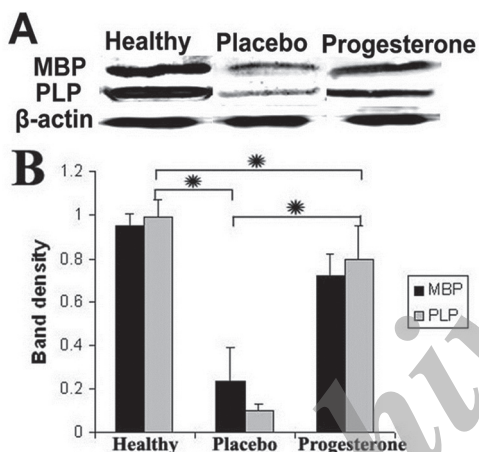 A
Healthy Placebo Progesterone
MBP
PLP
β-actin
B
1.2
1
0.8
0.6
0.4
0.2
0
Band density
MBP
PLP
Healthy Placebo Progesterone